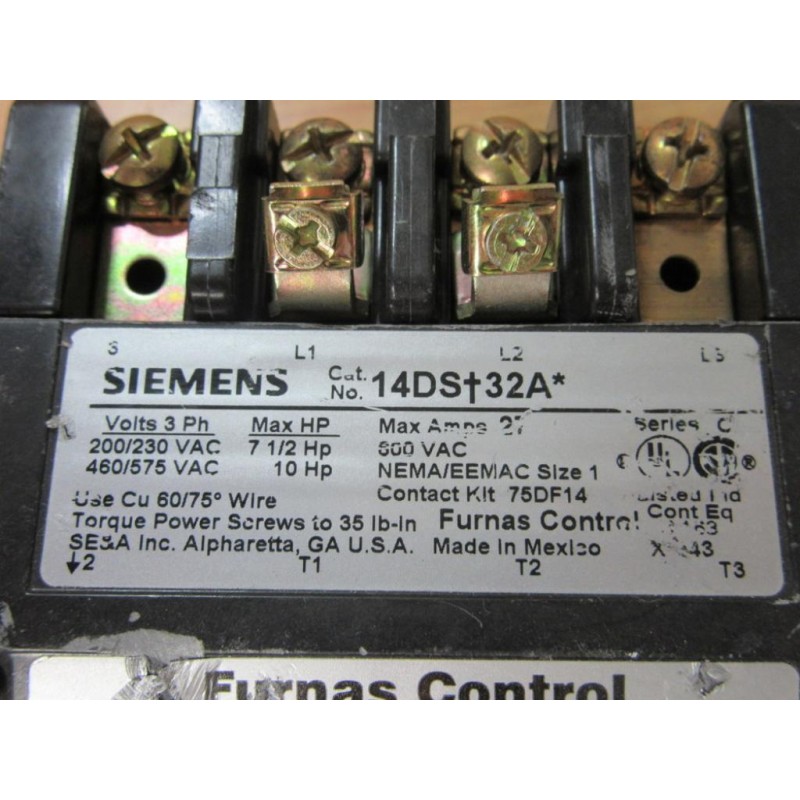 L1 L2
SIEMENS Cat. No. 14DS†32A*
Volts 3 Ph Max HP Max Amps 27 Series C
200/230 VAC 7 1/2 Hp 600 VAC
460/575 VAC 10 Hp NEMA/EEMAC Size 1
Contact Kit 75DF14 Listed Ind
Use Cu 60/75° Wire
Torque Power Screws to 35 lb-in Furnas Control Cont Eq
SE&A Inc. Alpharetta, GA U.S.A. Made in Mexico
2 T1 T2 T3
Furnas Control